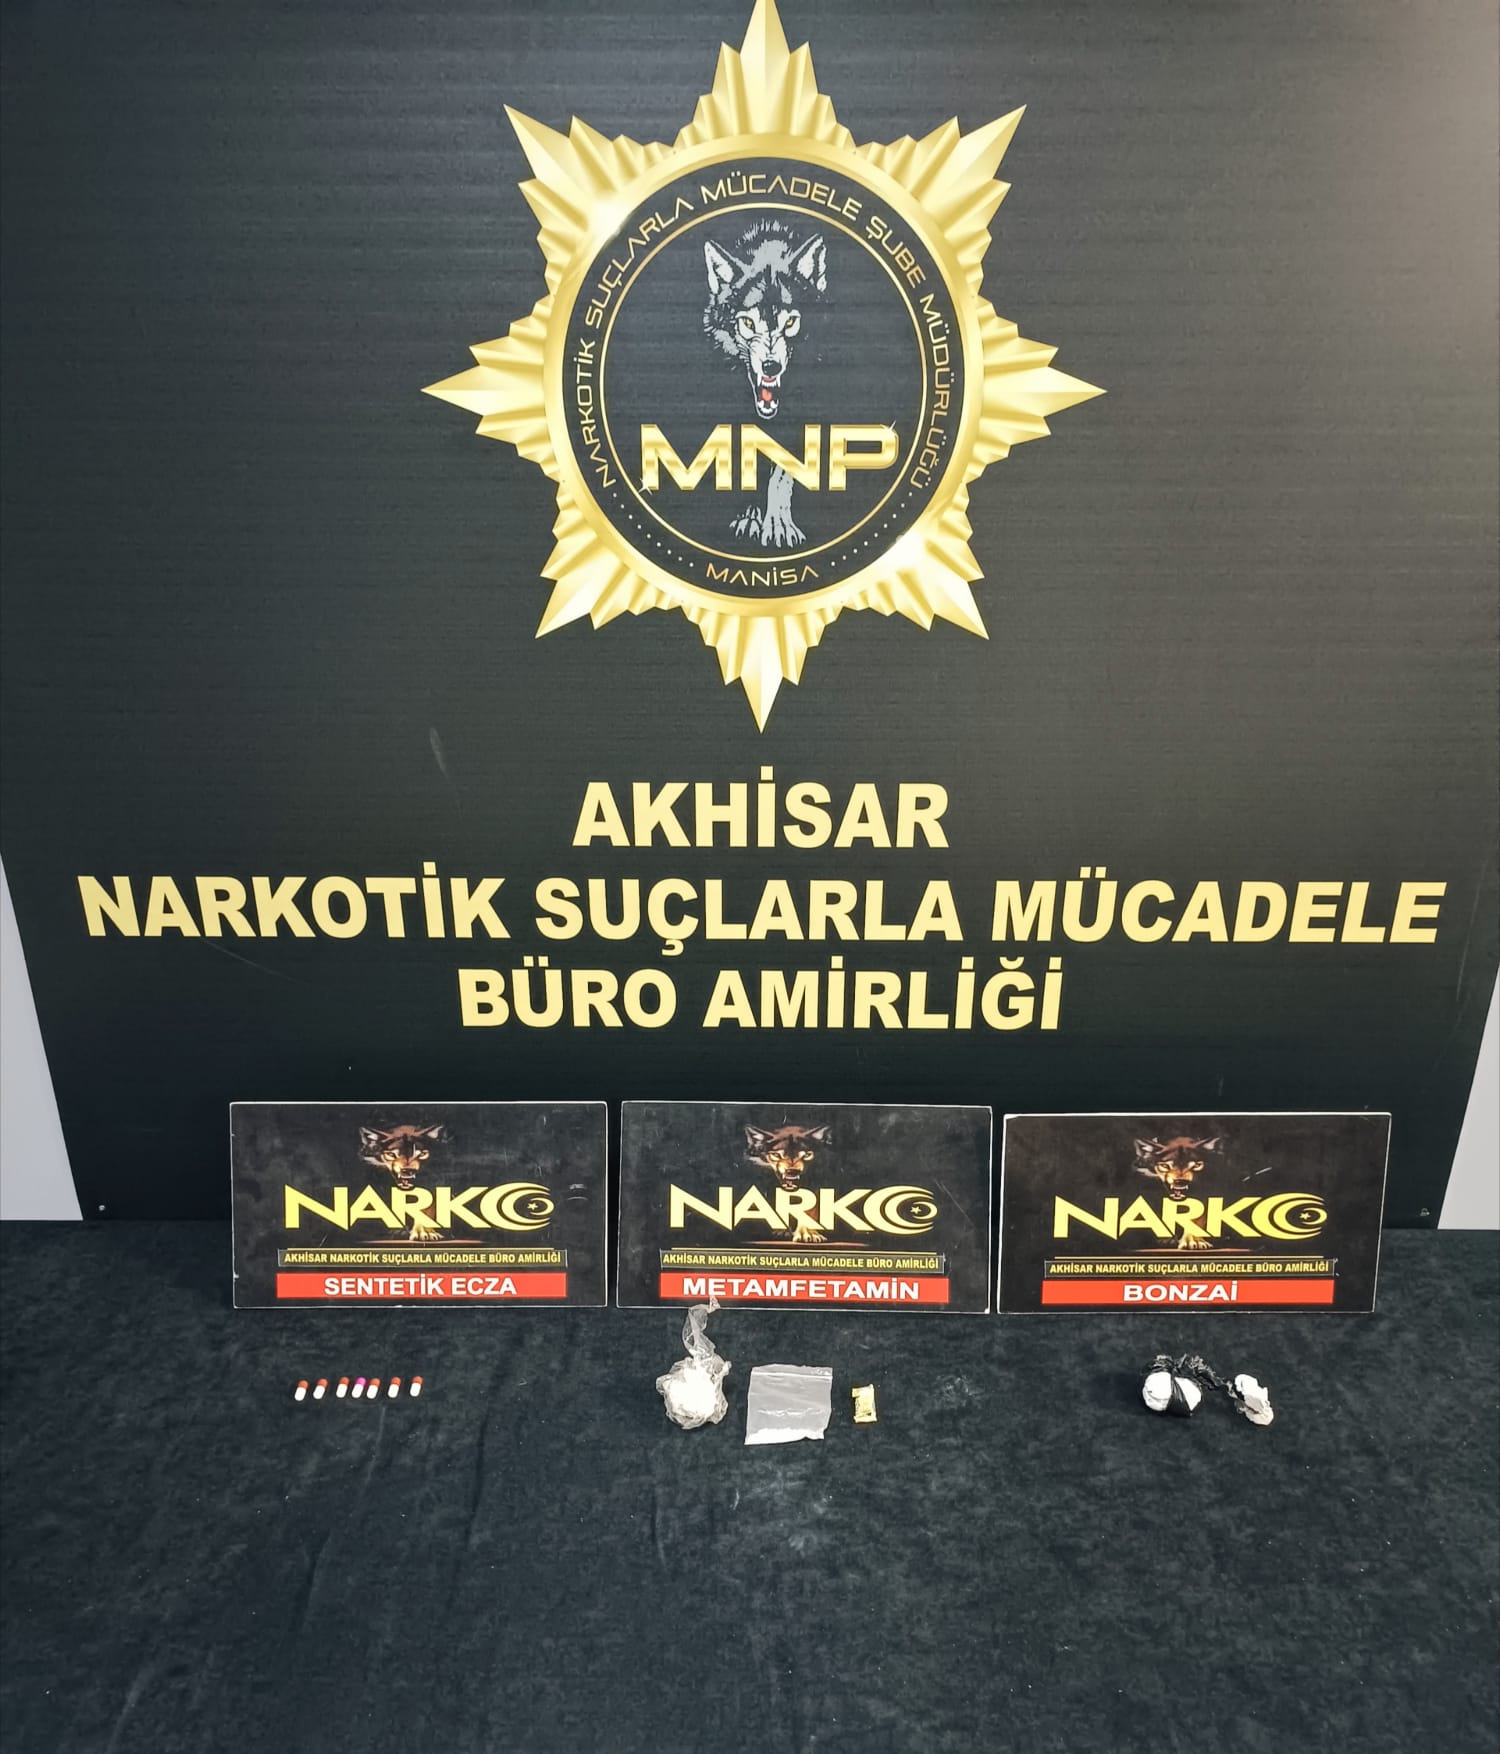 NARKOTİK SUÇLARLA MÜCADELE ŞUBE MÜDÜRLÜĞÜ
MNP
MANİSA
AKHİSAR
NARKOTİK SUÇLARLA MÜCADELE
BÜRO AMİRLİĞİ
NARKO
AKHİSAR NARKOTİK SUÇLARLA MÜCADELE BÜRO AMİRLİĞİ
SENTETİK ECZA
NARKO
AKHİSAR NARKOTİK SUÇLARLA MÜCADELE BÜRO AMİRLİĞİ
METAMFETAMİN
NARKO
AKHİSAR NARKOTİK SUÇLARLA MÜCADELE BÜRO AMİRLİĞİ
BONZAİ